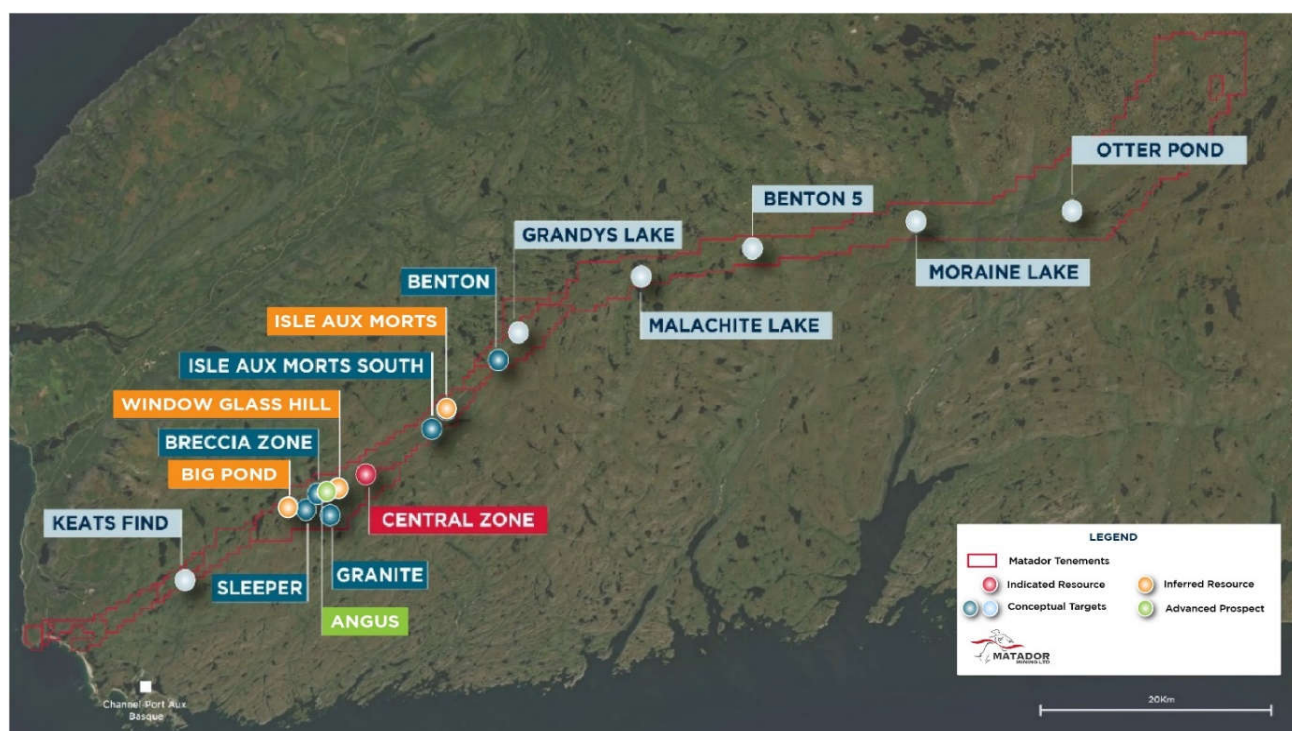 OTTER POND
BENTON 5
GRANDYS LAKE
MORAINE LAKE
BENTON
MALACHITE LAKE
ISLE AUX MORTS
ISLE AUX MORTS SOUTH
WINDOW GLASS HILL
BRECCIA ZONE
BIG POND
KEATS FIND
CENTRAL ZONE
SLEEPER
GRANITE
ANGUS
Channel-Port Aux
Basque
LEGEND
Matador Tenements
Indicated Resource
Inferred Resource
Conceptual Targets
Advanced Prospect
MATADOR
MINING LTD
20Km